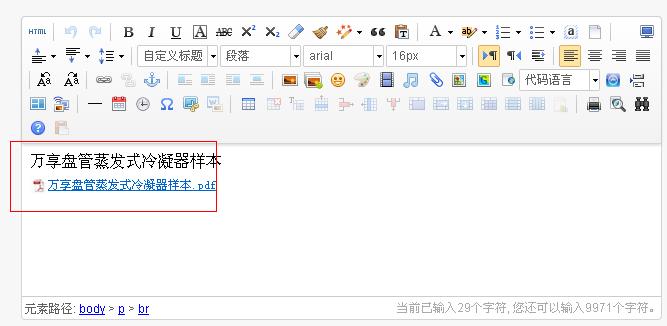 HTML B I U A ABC X² X₂ A ab
自定义标题 段落 arial 16px
代码语言
万享盘管蒸发式冷凝器样本
万享盘管蒸发式冷凝器样本.pdf
元素路径: body > p > br 当前已输入29个字符, 您还可以输入9971个字符。